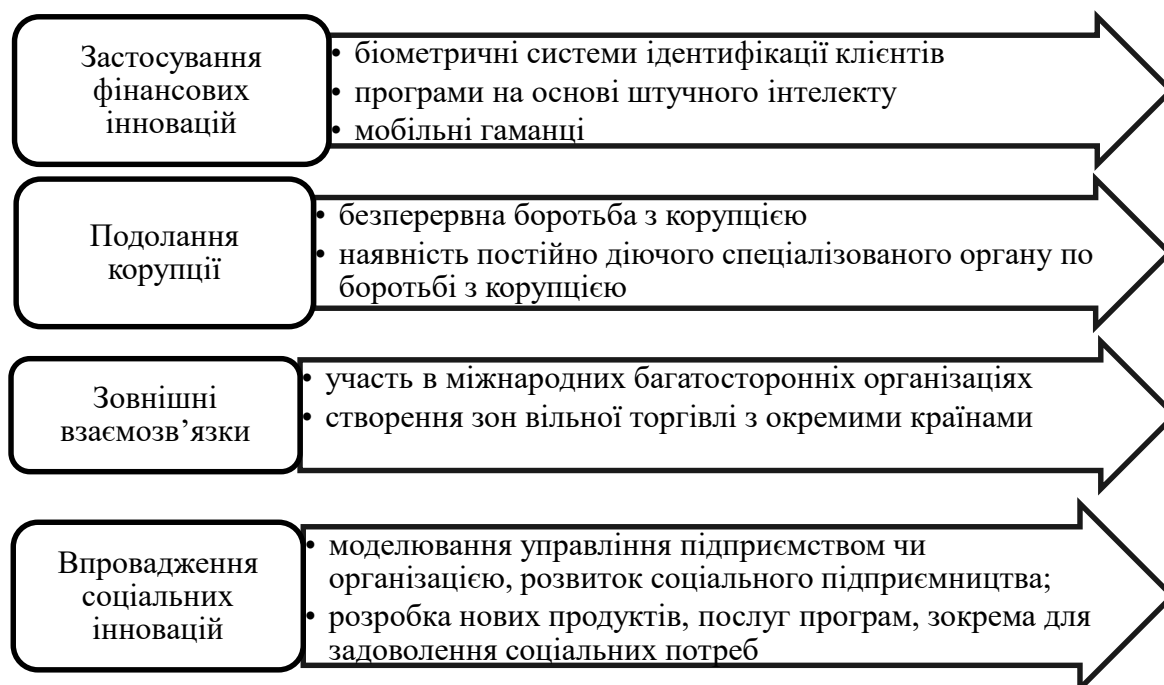 Застосування
фінансових
інновацій
• біометричні системи ідентифікації клієнтів
• програми на основі штучного інтелекту
• мобільні гаманці
Подолання
корупції
• безперервна боротьба з корупцією
• наявність постійно діючого спеціалізованого органу по
боротьбі з корупцією
Зовнішні
взаємозв’язки
• участь в міжнародних багатосторонніх організаціях
• створення зон вільної торгівлі з окремими країнами
Впровадження
соціальних
інновацій
• моделювання управління підприємством чи
організацією, розвиток соціального підприємництва;
• розробка нових продуктів, послуг програм, зокрема для
задоволення соціальних потреб